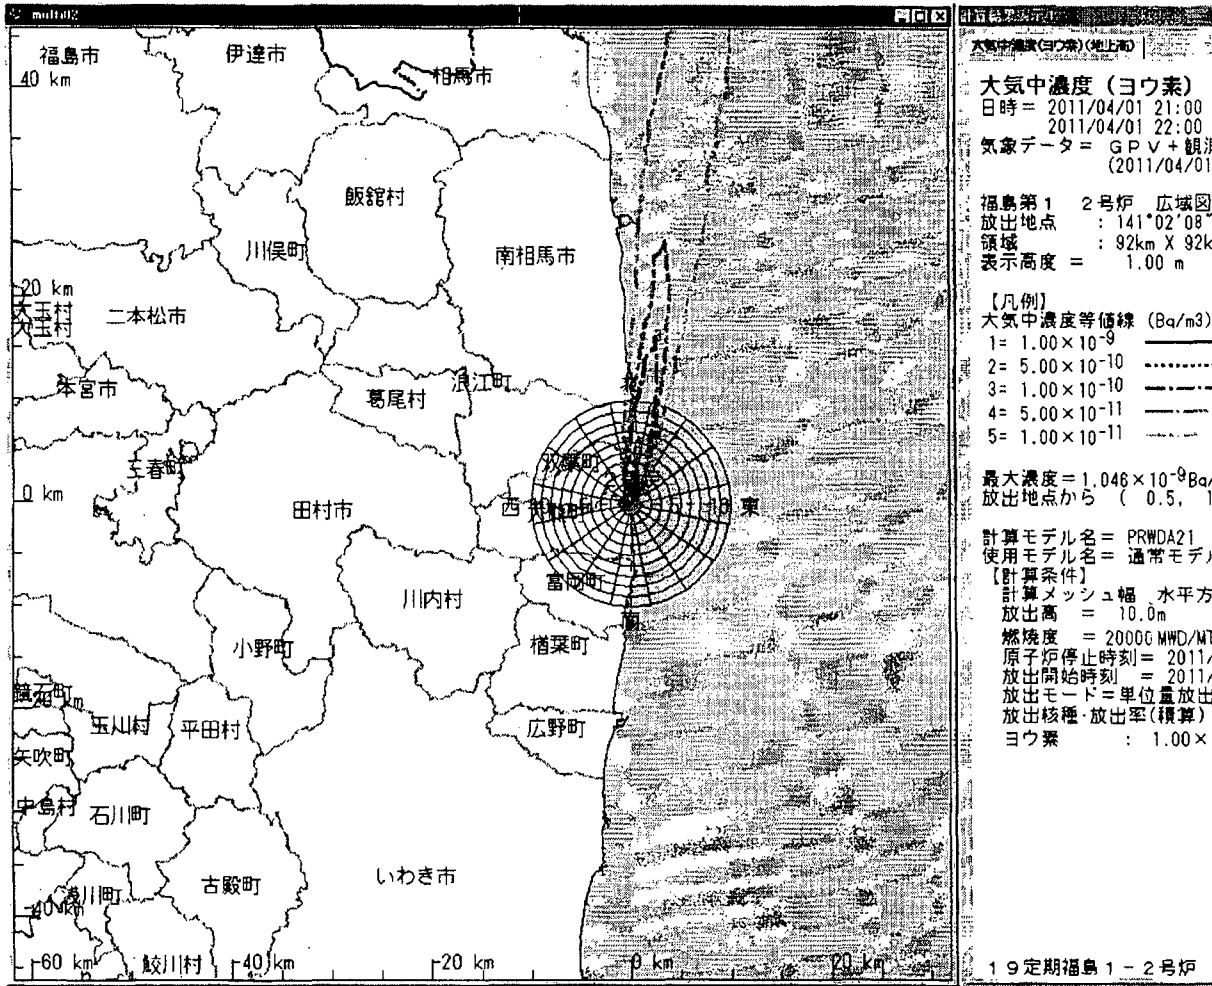 multi02
福島市
伊達市
相馬市
40 km
飯舘村
川俣町
南相馬市
20 km
大玉村
二本松市
本宮市
葛尾村
浪江町
北
双葉町
三春町
0 km
田村市
西
東
富岡町
川内村
南
小野町
楢葉町
鏡石町
玉川村
平田村
広野町
矢吹町
中島村
石川町
いわき市
古殿町
浅川町
-40 km
鮫川村
-60 km
-40 km
-20 km
0 km
20 km
大気中濃度(ヨウ素)(地上高)
大気中濃度（ヨウ素）
日時＝ 2011/04/01 21:00
2011/04/01 22:00
気象データ＝ ＧＰＶ＋観測
(2011/04/01
福島第１　２号炉　広域図
放出地点　: 141°02'08"
領域　: 92km X 92k
表示高度 ＝　1.00 m
【凡例】
大気中濃度等値線 (Bq/m3)
1= 1.00×10-9
2= 5.00×10-10
3= 1.00×10-10
4= 5.00×10-11
5= 1.00×10-11
最大濃度＝1.046×10-9Bq/
放出地点から　(　0.5,　1
計算モデル名＝ PRWDA21
使用モデル名＝ 通常モデル
【計算条件】
計算メッシュ幅　水平方
放出高　＝　10.0m
燃焼度　＝20000 MWD/MT
原子炉停止時刻＝ 2011/
放出開始時刻　＝ 2011/
放出モード＝単位量放出
放出核種・放出率(積算)
ヨウ素　:　1.00×
１９定期福島１－２号炉